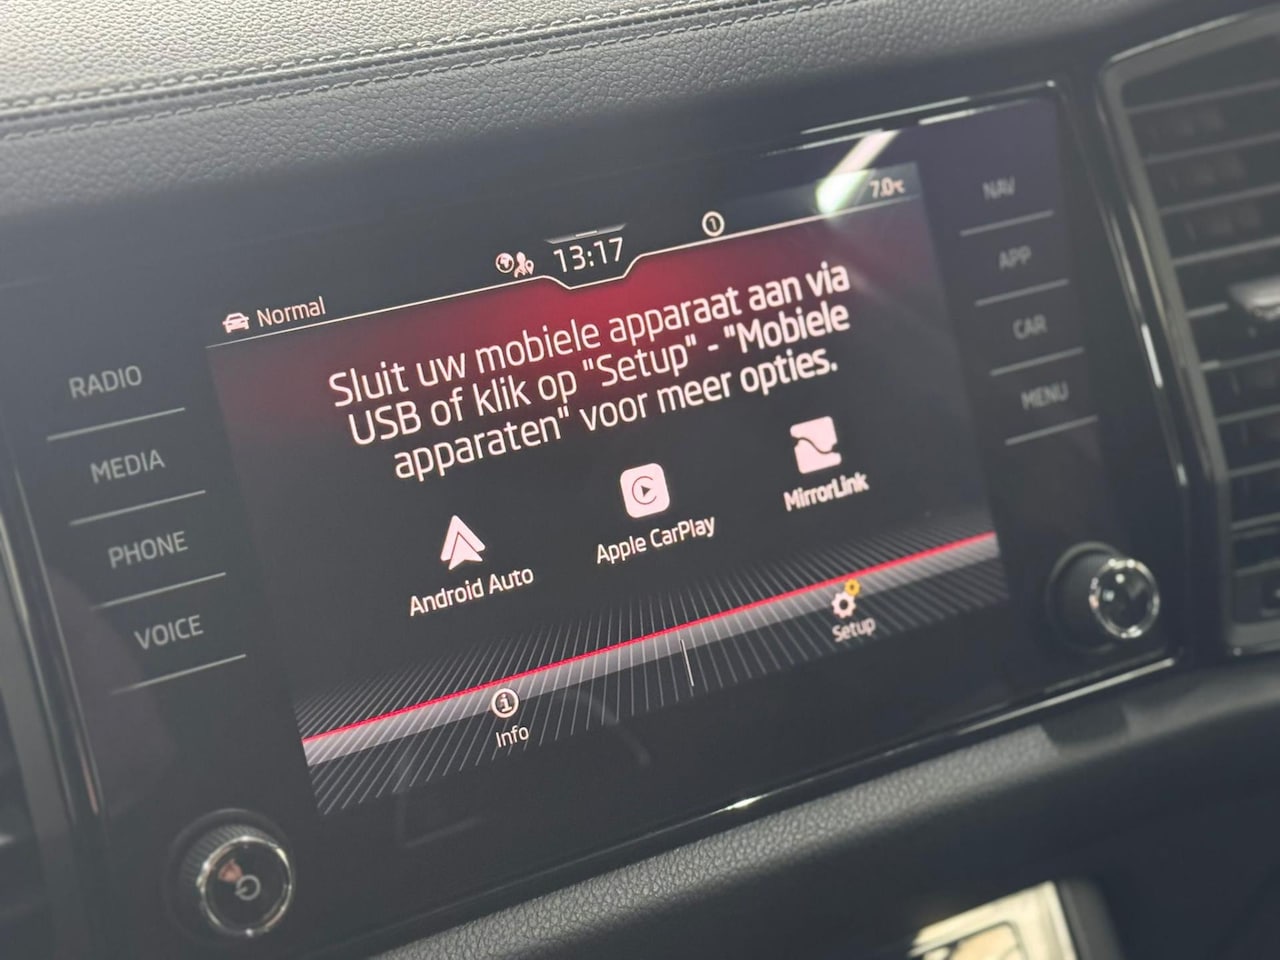 Normal
13:17
1
7.0°C
Sluit uw mobiele apparaat aan via
USB of klik op "Setup" - "Mobiele
apparaten" voor meer opties.
Android Auto
Apple CarPlay
MirrorLink
Info
Setup
RADIO
MEDIA
PHONE
VOICE
NAV
APP
CAR
MENU